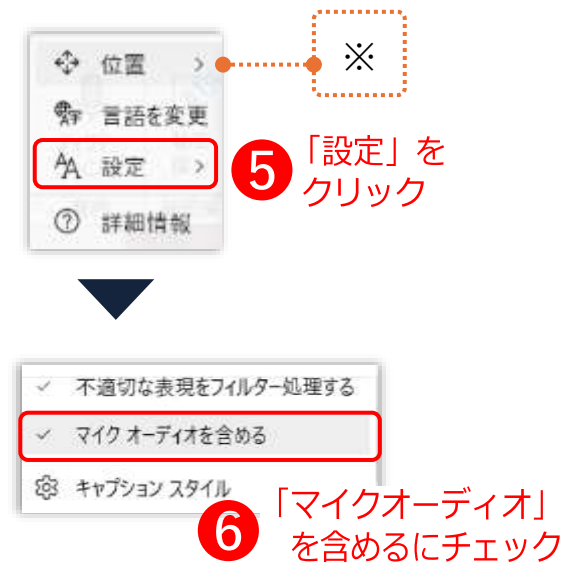 位置
※
言語を変更
設定
5
「設定」を
クリック
詳細情報
不適切な表現をフィルター処理する
マイク オーディオを含める
キャプション スタイル
6
「マイクオーディオ」
を含めるにチェック